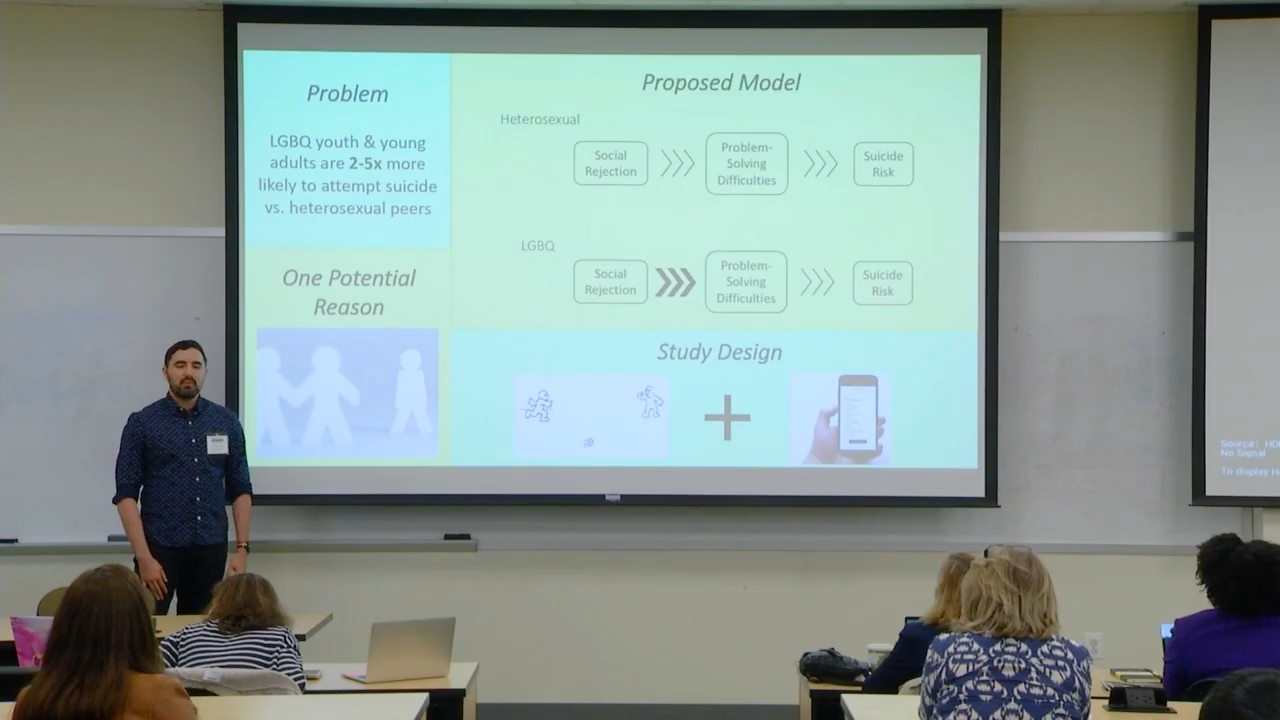 Problem
LGBQ youth & young
adults are 2-5x more
likely to attempt suicide
vs. heterosexual peers
One Potential
Reason
Proposed Model
Heterosexual
Social
Rejection
Problem-
Solving
Difficulties
Suicide
Risk
LGBQ
Social
Rejection
Problem-
Solving
Difficulties
Suicide
Risk
Study Design
Source: HD
No Signal
To display